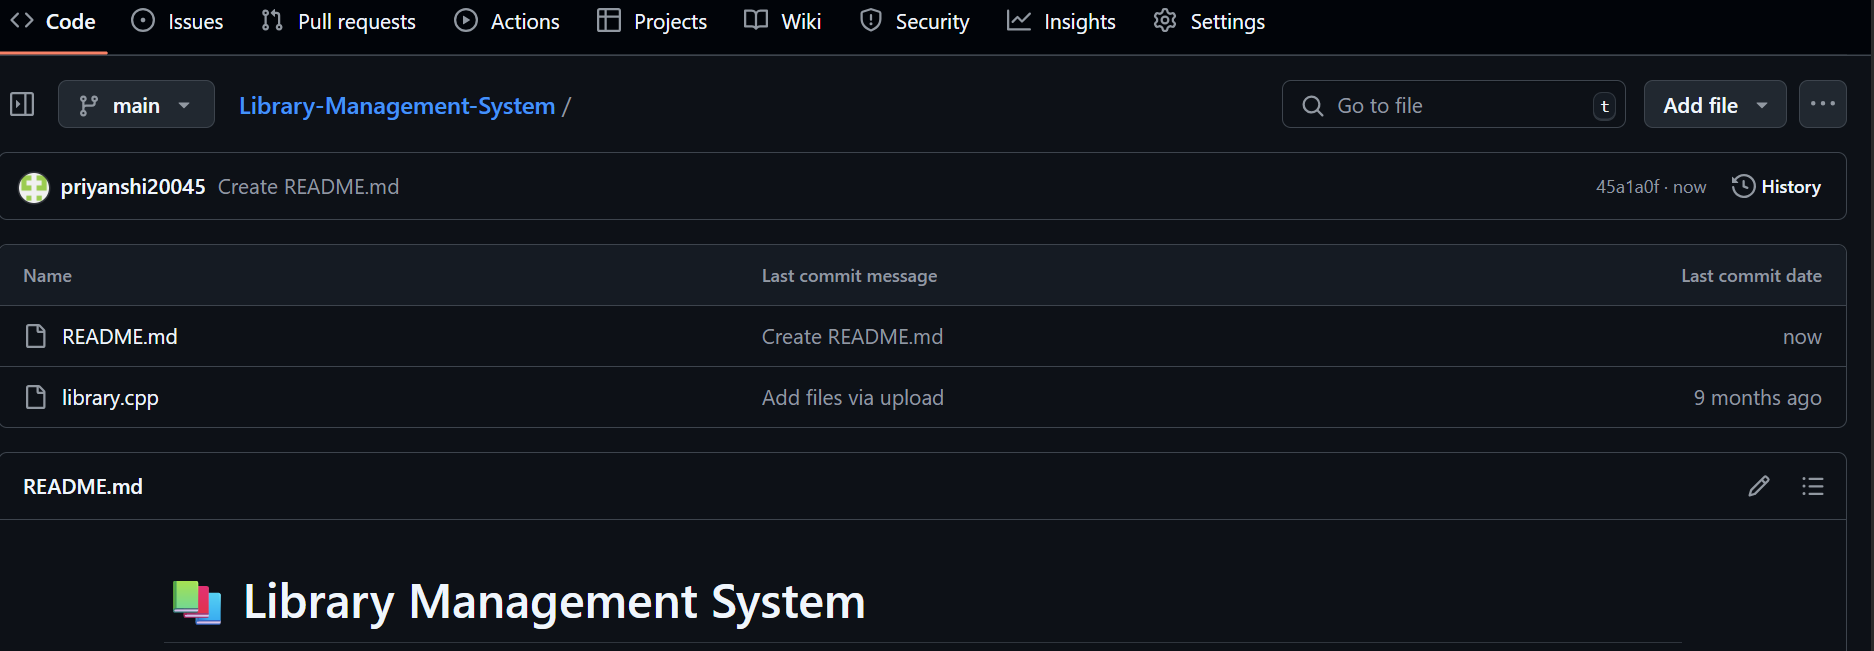 Code Issues Pull requests Actions Projects Wiki Security Insights Settings
main Library-Management-System / Go to file t Add file
priyanshi20045 Create README.md 45a1a0f · now History
Name Last commit message Last commit date
README.md Create README.md now
library.cpp Add files via upload 9 months ago
README.md
Library Management System